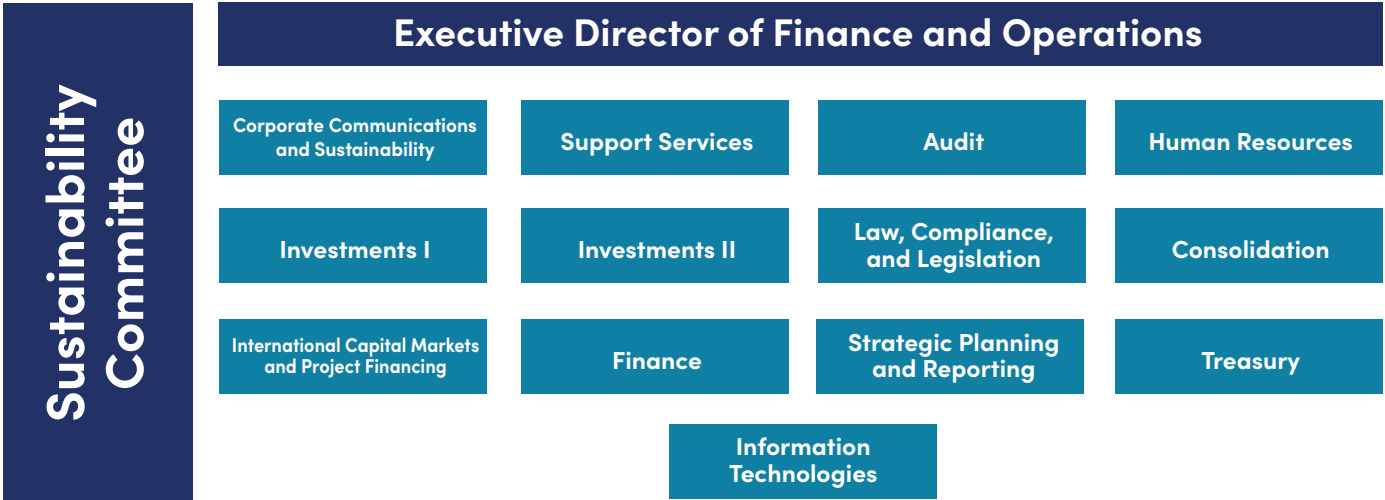 Sustainability
Committee
Executive Director of Finance and Operations
Corporate Communications
and Sustainability
Support Services
Audit
Human Resources
Investments I
Investments II
Law, Compliance,
and Legislation
Consolidation
International Capital Markets
and Project Financing
Finance
Strategic Planning
and Reporting
Treasury
Information
Technologies